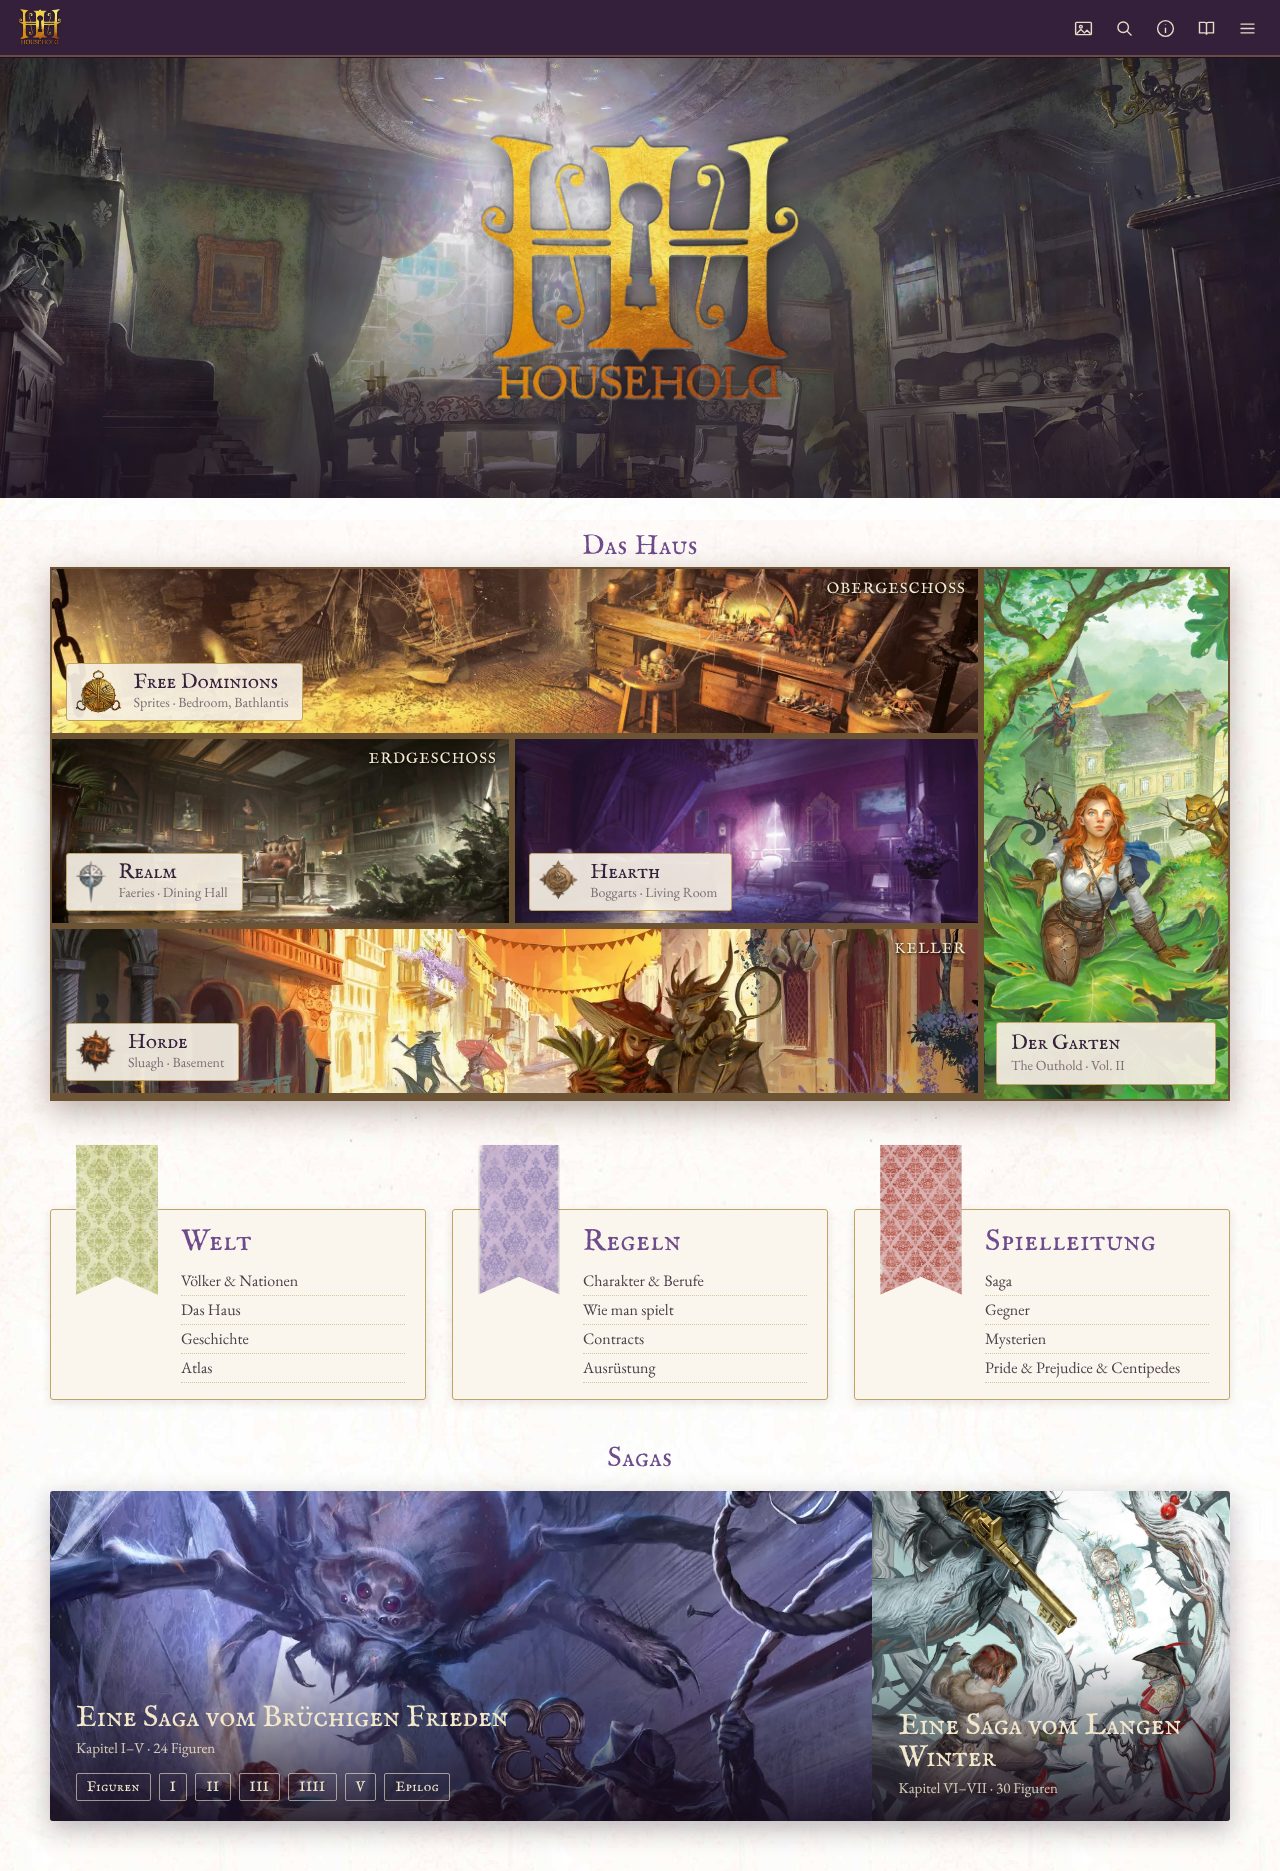 HOUSEHOLD
HOUSEHOLD
Das Haus
OBERGESCHOSS
Free Dominions
Sprites · Bedroom, Bathlantis
ERDGESCHOSS
Realm
Faeries · Dining Hall
Hearth
Boggarts · Living Room
KELLER
Horde
Sluagh · Basement
Der Garten
The Outhold · Vol. II
Welt
Völker & Nationen
Das Haus
Geschichte
Atlas
Regeln
Charakter & Berufe
Wie man spielt
Contracts
Ausrüstung
Spielleitung
Saga
Gegner
Mysterien
Pride & Prejudice & Centipedes
Sagas
Eine Saga vom Brüchigen Frieden
Kapitel I–V · 24 Figuren
Figuren I II III IIII V Epilog
Eine Saga vom Langen
Winter
Kapitel VI–VII · 30 Figuren